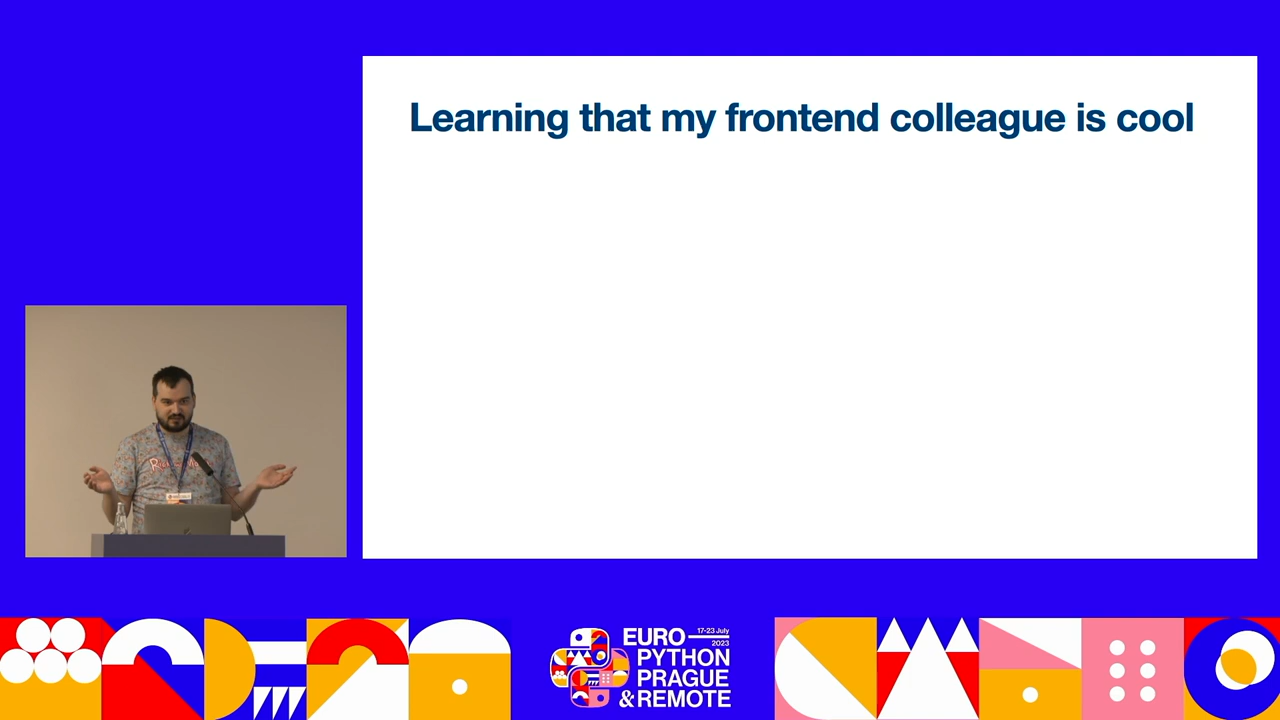 Learning that my frontend colleague is cool
EURO
17-23 July
2023
PYTHON
PRAGUE
& REMOTE